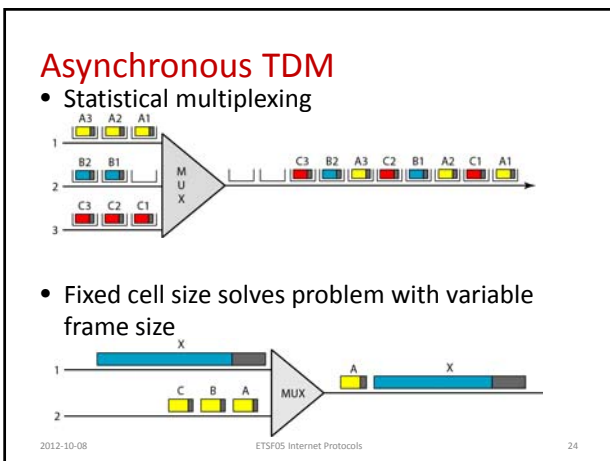 Asynchronous TDM
• Statistical multiplexing
A3 A2 A1
1
B2 B1
2
C3 C2 C1
3
M
U
X
C3 B2 A3 C2 B1 A2 C1 A1
• Fixed cell size solves problem with variable
frame size
X
1
C B A
2
MUX
A X
2012-10-08 ETSF05 Internet Protocols 24